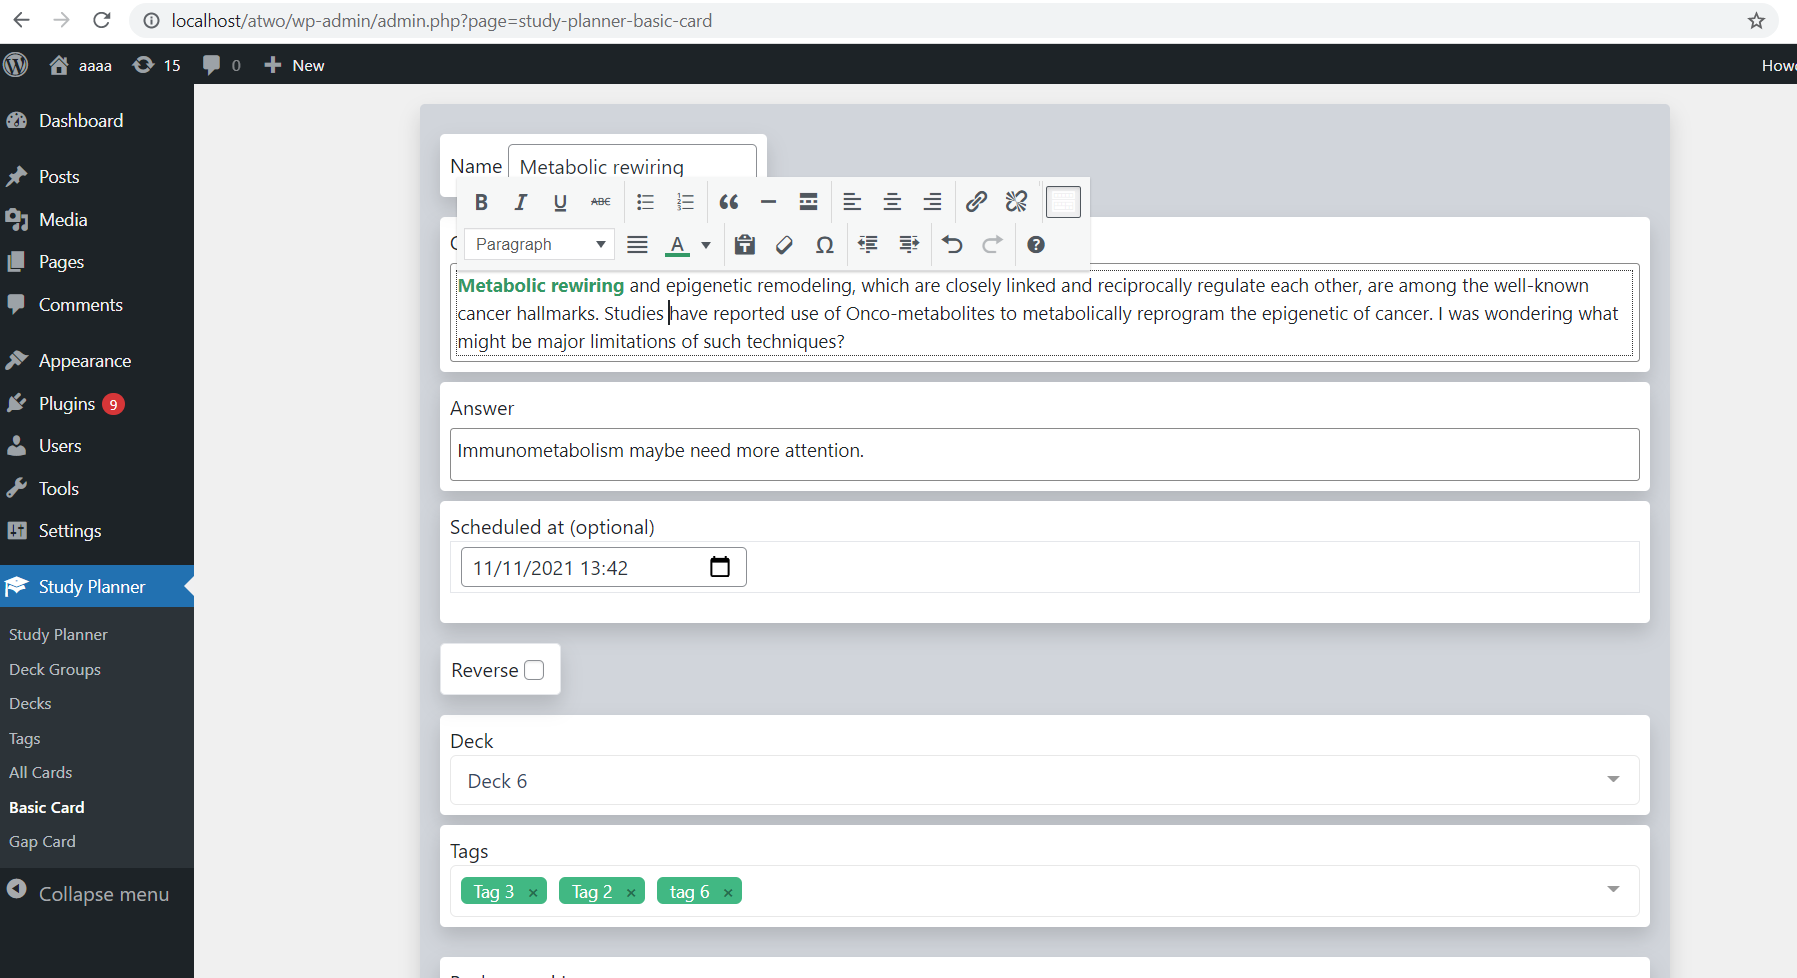 localhost/atwo/wp-admin/admin.php?page=study-planner-basic-card
aaaa 15 0 New
Dashboard
Posts
Media
Pages
Comments
Appearance
Plugins 9
Users
Tools
Settings
Study Planner
Study Planner
Deck Groups
Decks
Tags
All Cards
Basic Card
Gap Card
Collapse menu
Name Metabolic rewiring
B I U ABC
Paragraph A Ω
Metabolic rewiring and epigenetic remodeling, which are closely linked and reciprocally regulate each other, are among the well-known
cancer hallmarks. Studies have reported use of Onco-metabolites to metabolically reprogram the epigenetic of cancer. I was wondering what
might be major limitations of such techniques?
Answer
Immunometabolism maybe need more attention.
Scheduled at (optional)
11/11/2021 13:42
Reverse
Deck
Deck 6
Tags
Tag 3 × Tag 2 × tag 6 ×